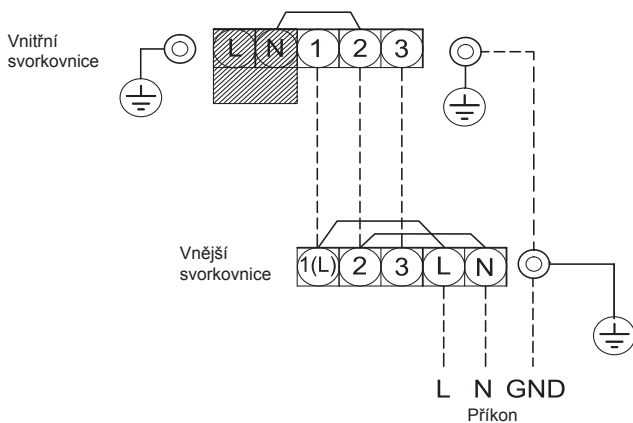 Vnitřní
svorkovnice
L N 1 2 3
Vnější
svorkovnice
1(L) 2 3 L N
L N GND
Příkon